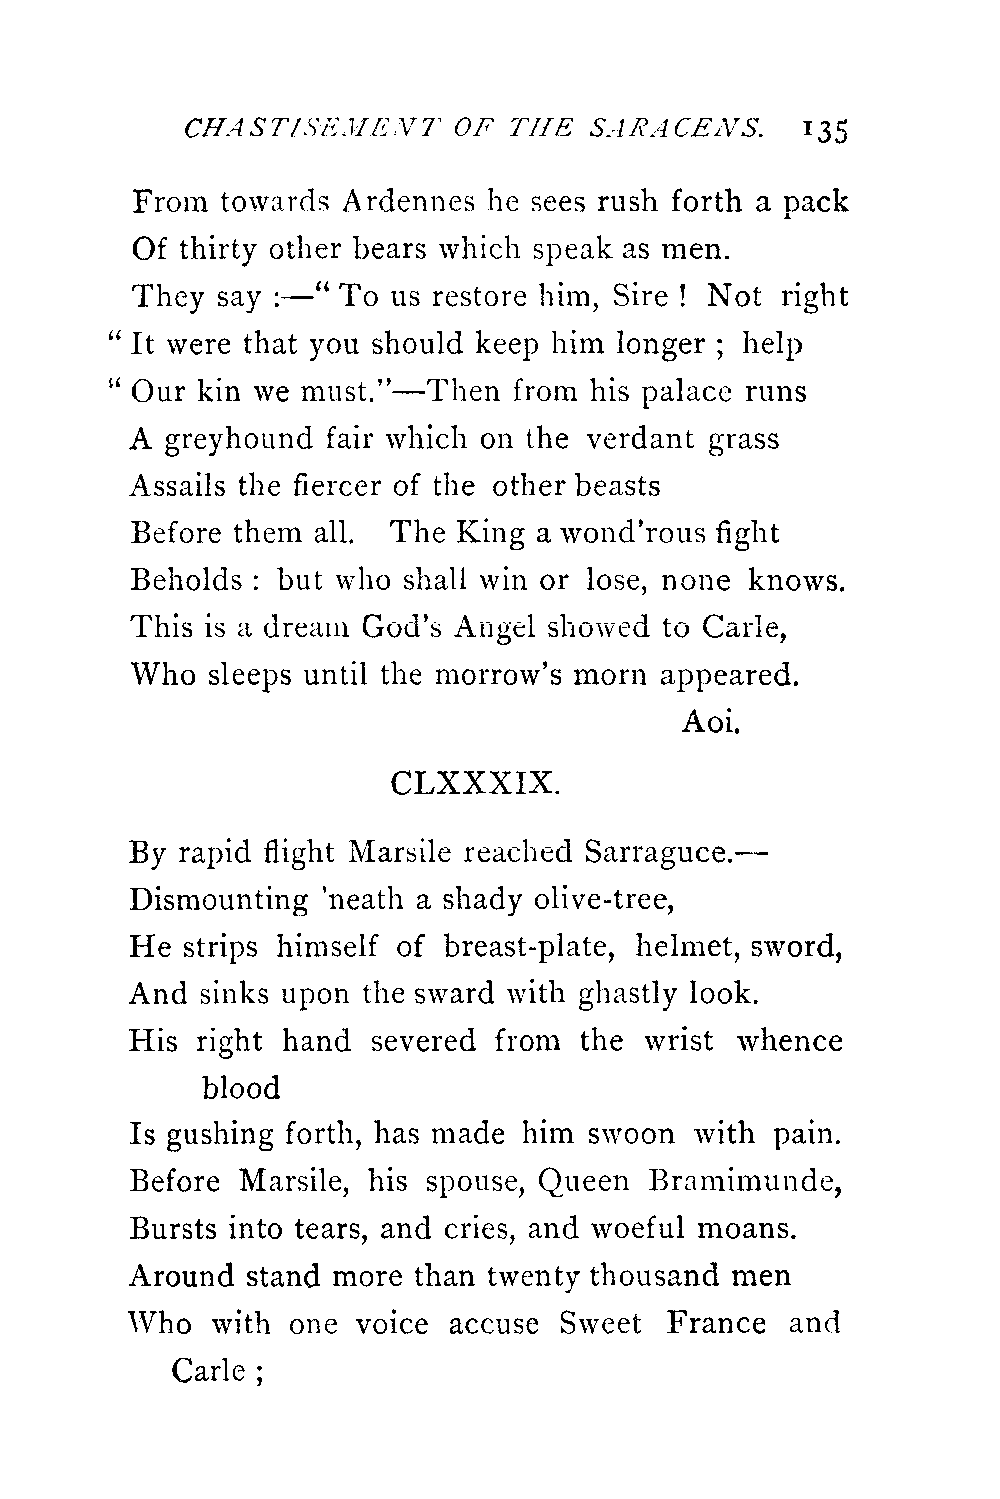 CHASTISEMENT OF THE SARACENS. 135
From towards Ardennes he sees rush forth a pack
Of thirty other bears which speak as men.
They say :—“ To us restore him, Sire ! Not right
“ It were that you should keep him longer ; help
“ Our kin we must.”—Then from his palace runs
A greyhound fair which on the verdant grass
Assails the fiercer of the other beasts
Before them all. The King a wond’rous fight
Beholds : but who shall win or lose, none knows.
This is a dream God’s Angel showed to Carle,
Who sleeps until the morrow’s morn appeared.
Aoi.
CLXXXIX.
By rapid flight Marsile reached Sarraguce.—
Dismounting ’neath a shady olive-tree,
He strips himself of breast-plate, helmet, sword,
And sinks upon the sward with ghastly look.
His right hand severed from the wrist whence
blood
Is gushing forth, has made him swoon with pain.
Before Marsile, his spouse, Queen Bramimunde,
Bursts into tears, and cries, and woeful moans.
Around stand more than twenty thousand men
Who with one voice accuse Sweet France and
Carle ;